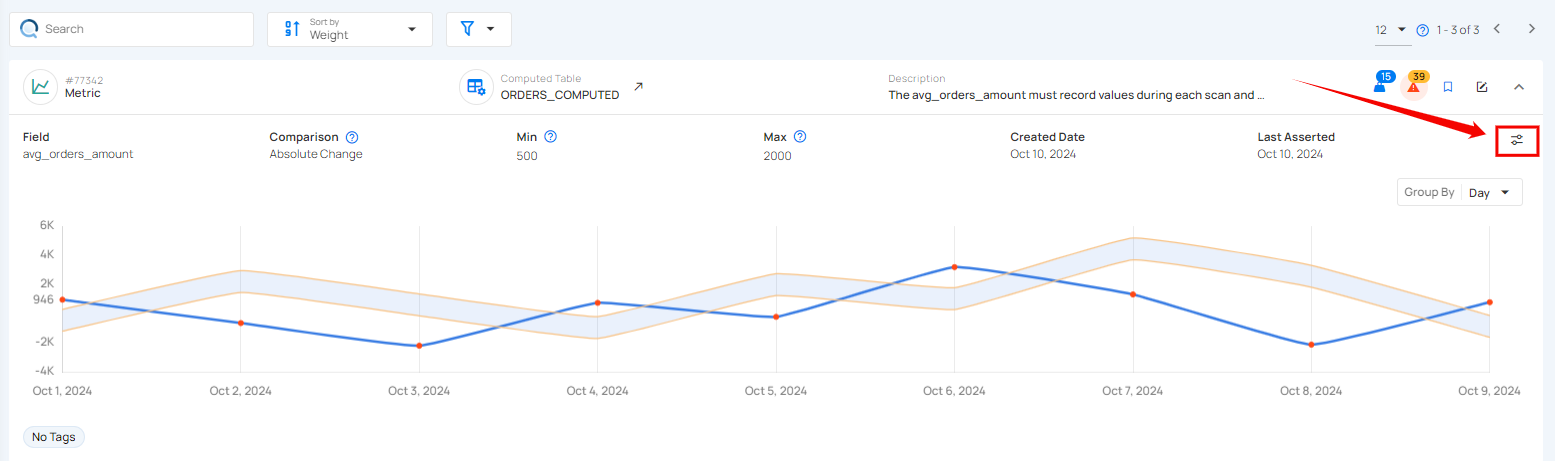 Search
Sort by
Weight
12
1 - 3 of 3
#77342
Metric
Computed Table
ORDERS_COMPUTED
Description
The avg_orders_amount must record values during each scan and ...
15
39
Field
avg_orders_amount
Comparison
Absolute Change
Min
500
Max
2000
Created Date
Oct 10, 2024
Last Asserted
Oct 10, 2024
Group By Day
6K
4K
2K
946
-2K
-4K
Oct 1, 2024 Oct 2, 2024 Oct 3, 2024 Oct 4, 2024 Oct 5, 2024 Oct 6, 2024 Oct 7, 2024 Oct 8, 2024 Oct 9, 2024
No Tags